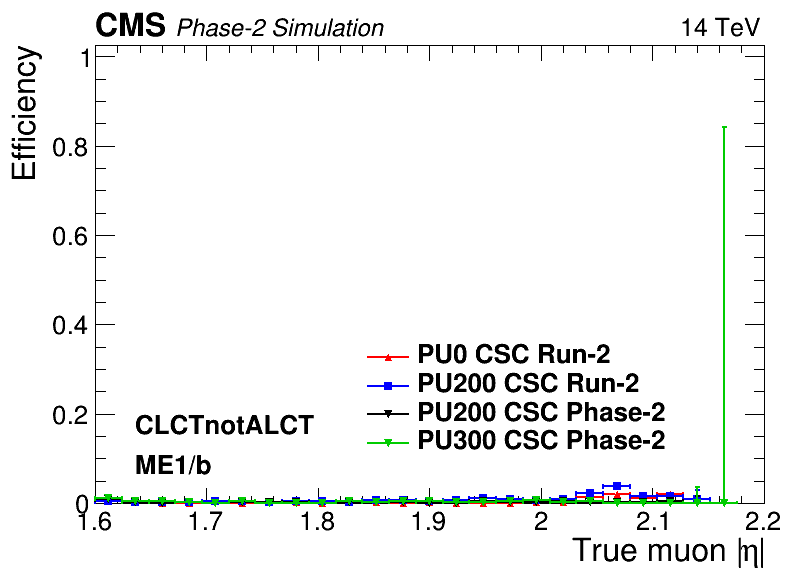 CMS Phase-2 Simulation 14 TeV
Efficiency
1
0.8
0.6
0.4
0.2
0
PU0 CSC Run-2
PU200 CSC Run-2
PU200 CSC Phase-2
PU300 CSC Phase-2
CLCTnotALCT
ME1/b
1.6 1.7 1.8 1.9 2 2.1 2.2
True muon |η|